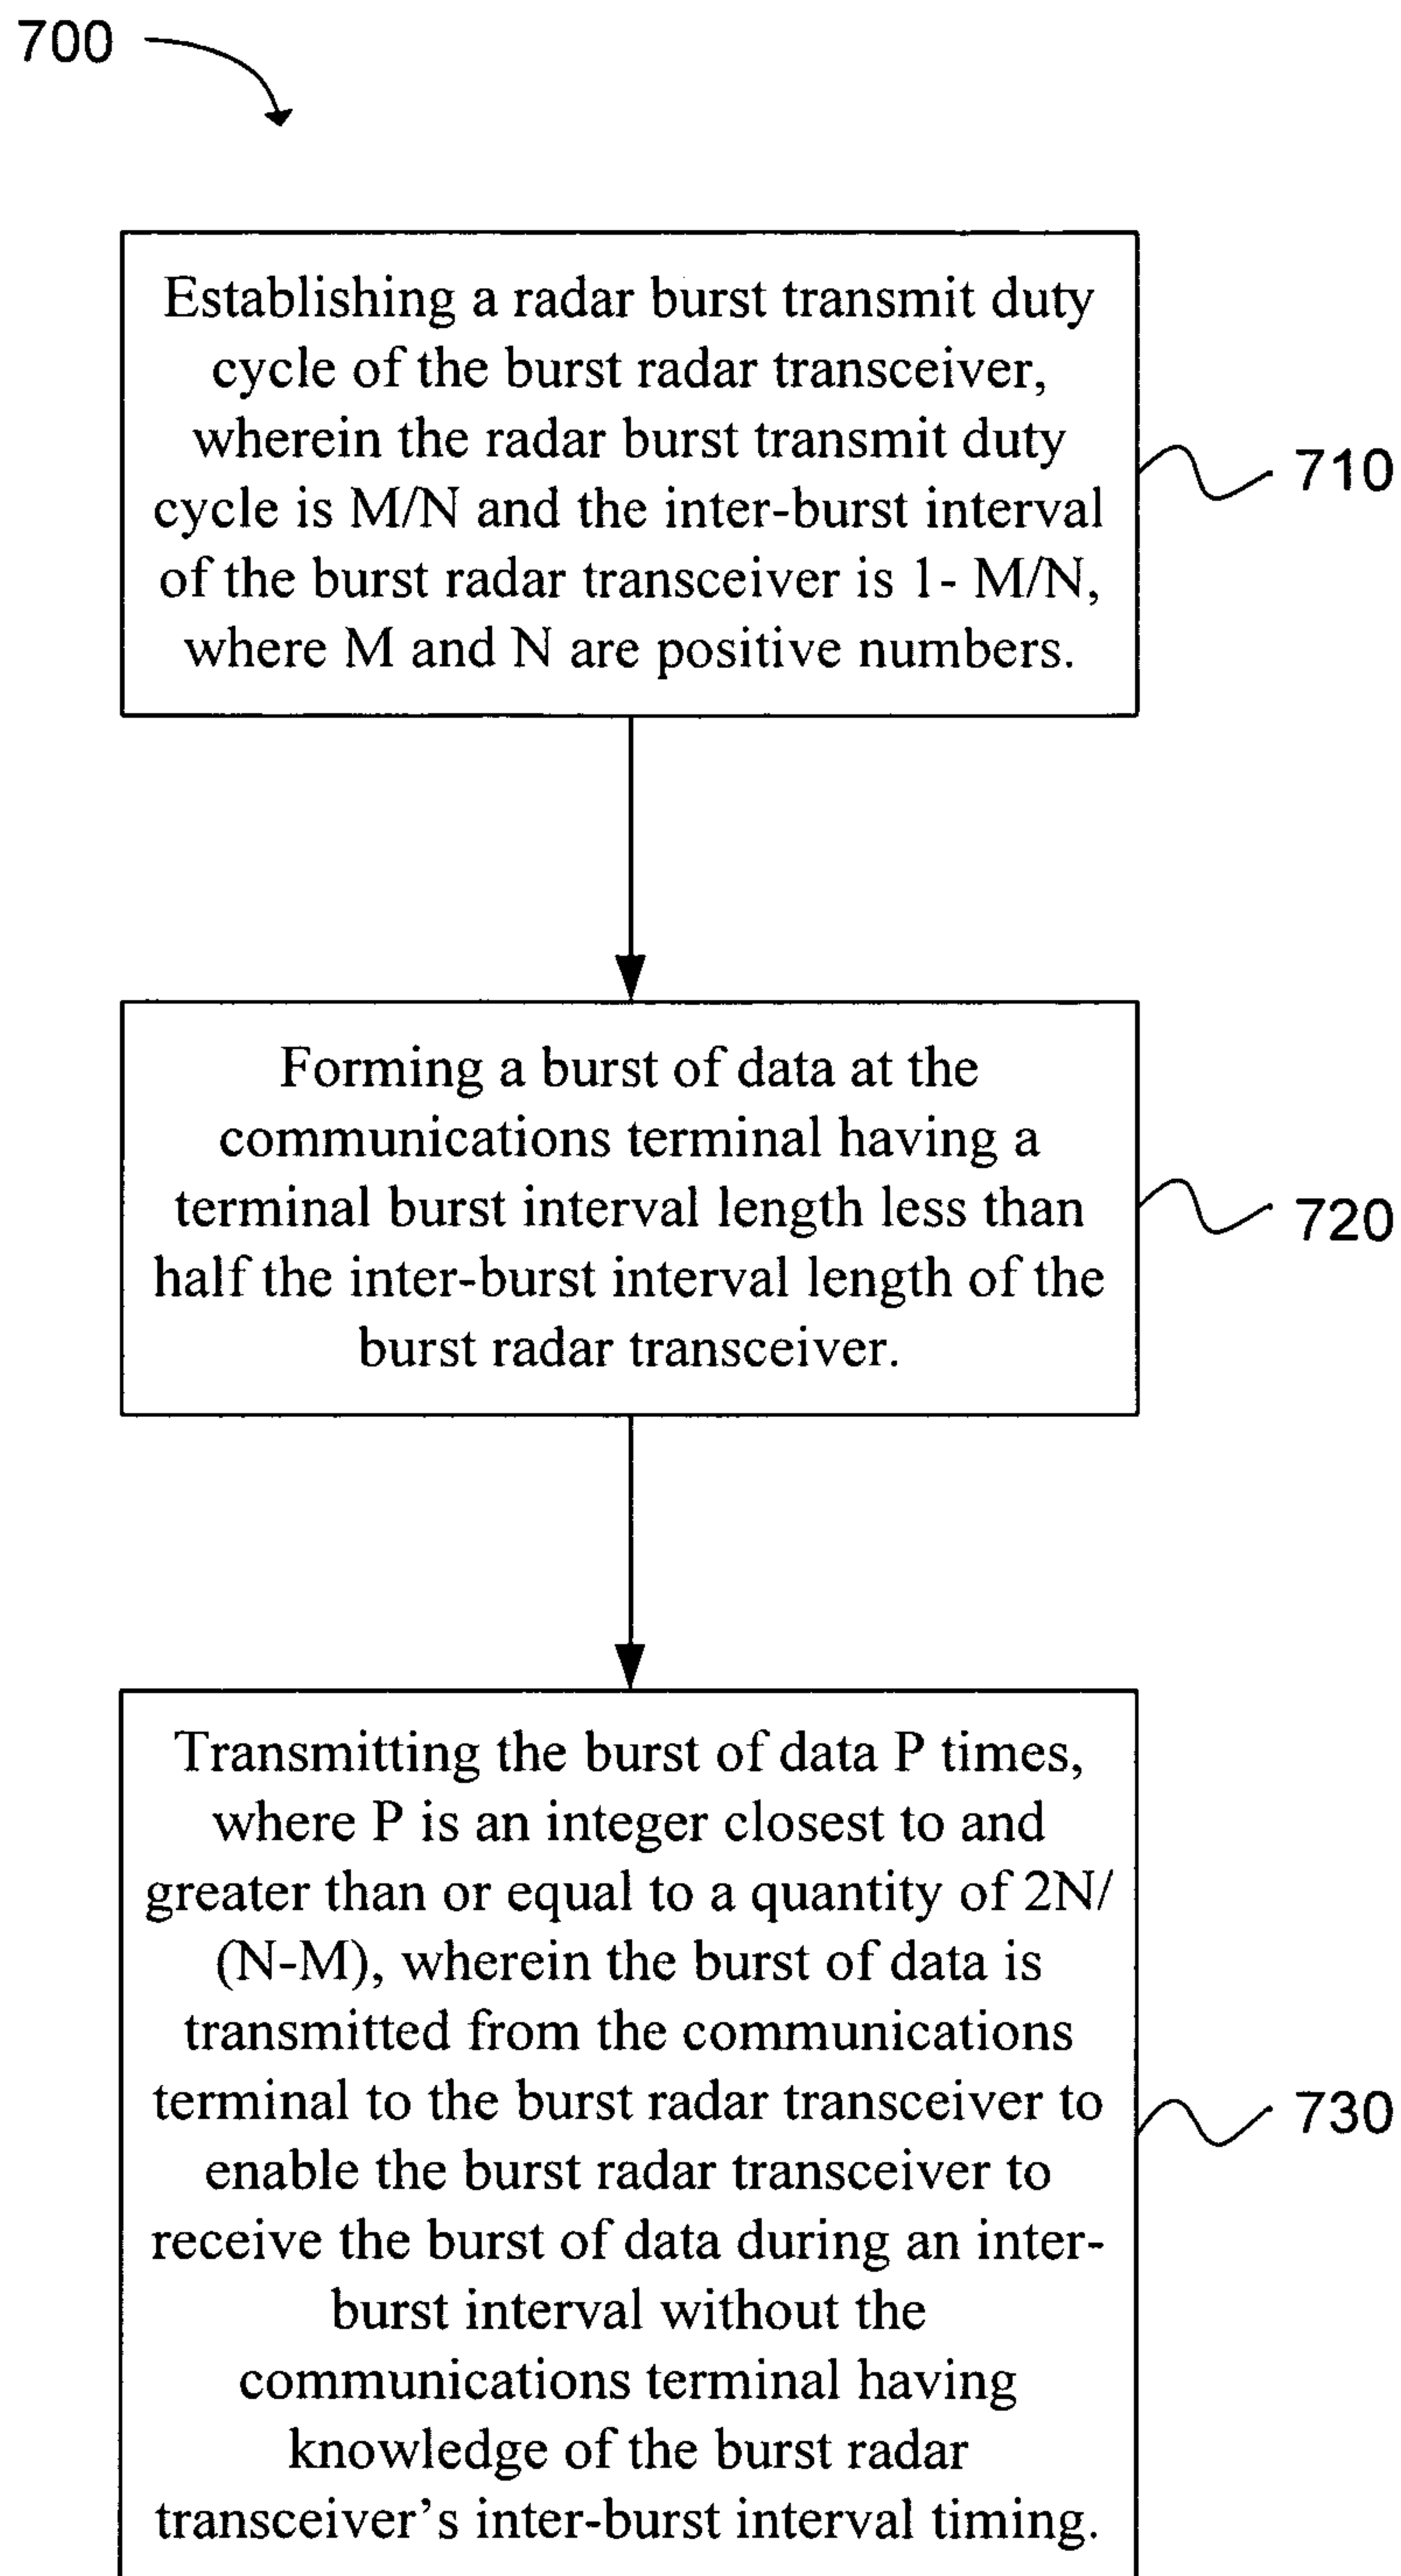 700
Establishing a radar burst transmit duty
cycle of the burst radar transceiver,
wherein the radar burst transmit duty
cycle is M/N and the inter-burst interval
of the burst radar transceiver is 1- M/N,
where M and N are positive numbers.
710
Forming a burst of data at the
communications terminal having a
terminal burst interval length less than
half the inter-burst interval length of the
burst radar transceiver.
720
Transmitting the burst of data P times,
where P is an integer closest to and
greater than or equal to a quantity of 2N/
(N-M), wherein the burst of data is
transmitted from the communications
terminal to the burst radar transceiver to
enable the burst radar transceiver to
receive the burst of data during an inter-
burst interval without the
communications terminal having
knowledge of the burst radar
transceiver's inter-burst interval timing.
730